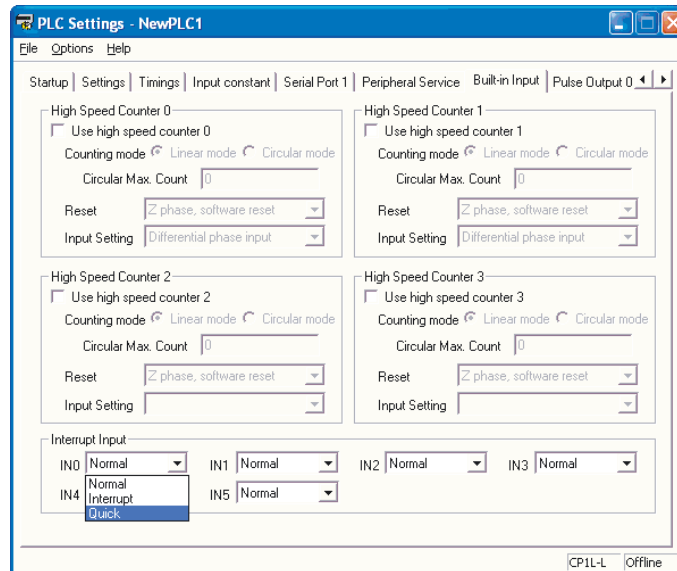 PLC Settings - NewPLC1
File Options Help
Startup Settings Timings Input constant Serial Port 1 Peripheral Service Built-in Input Pulse Output 0
High Speed Counter 0
Use high speed counter 0
Counting mode Linear mode Circular mode
Circular Max. Count 0
Reset Z phase, software reset
Input Setting Differential phase input
High Speed Counter 1
Use high speed counter 1
Counting mode Linear mode Circular mode
Circular Max. Count 0
Reset Z phase, software reset
Input Setting Differential phase input
High Speed Counter 2
Use high speed counter 2
Counting mode Linear mode Circular mode
Circular Max. Count 0
Reset Z phase, software reset
Input Setting
High Speed Counter 3
Use high speed counter 3
Counting mode Linear mode Circular mode
Circular Max. Count 0
Reset Z phase, software reset
Input Setting
Interrupt Input
IN0 Normal IN1 Normal IN2 Normal IN3 Normal
Normal
IN4 Interrupt IN5 Normal
Quick
CP1L-L Offline